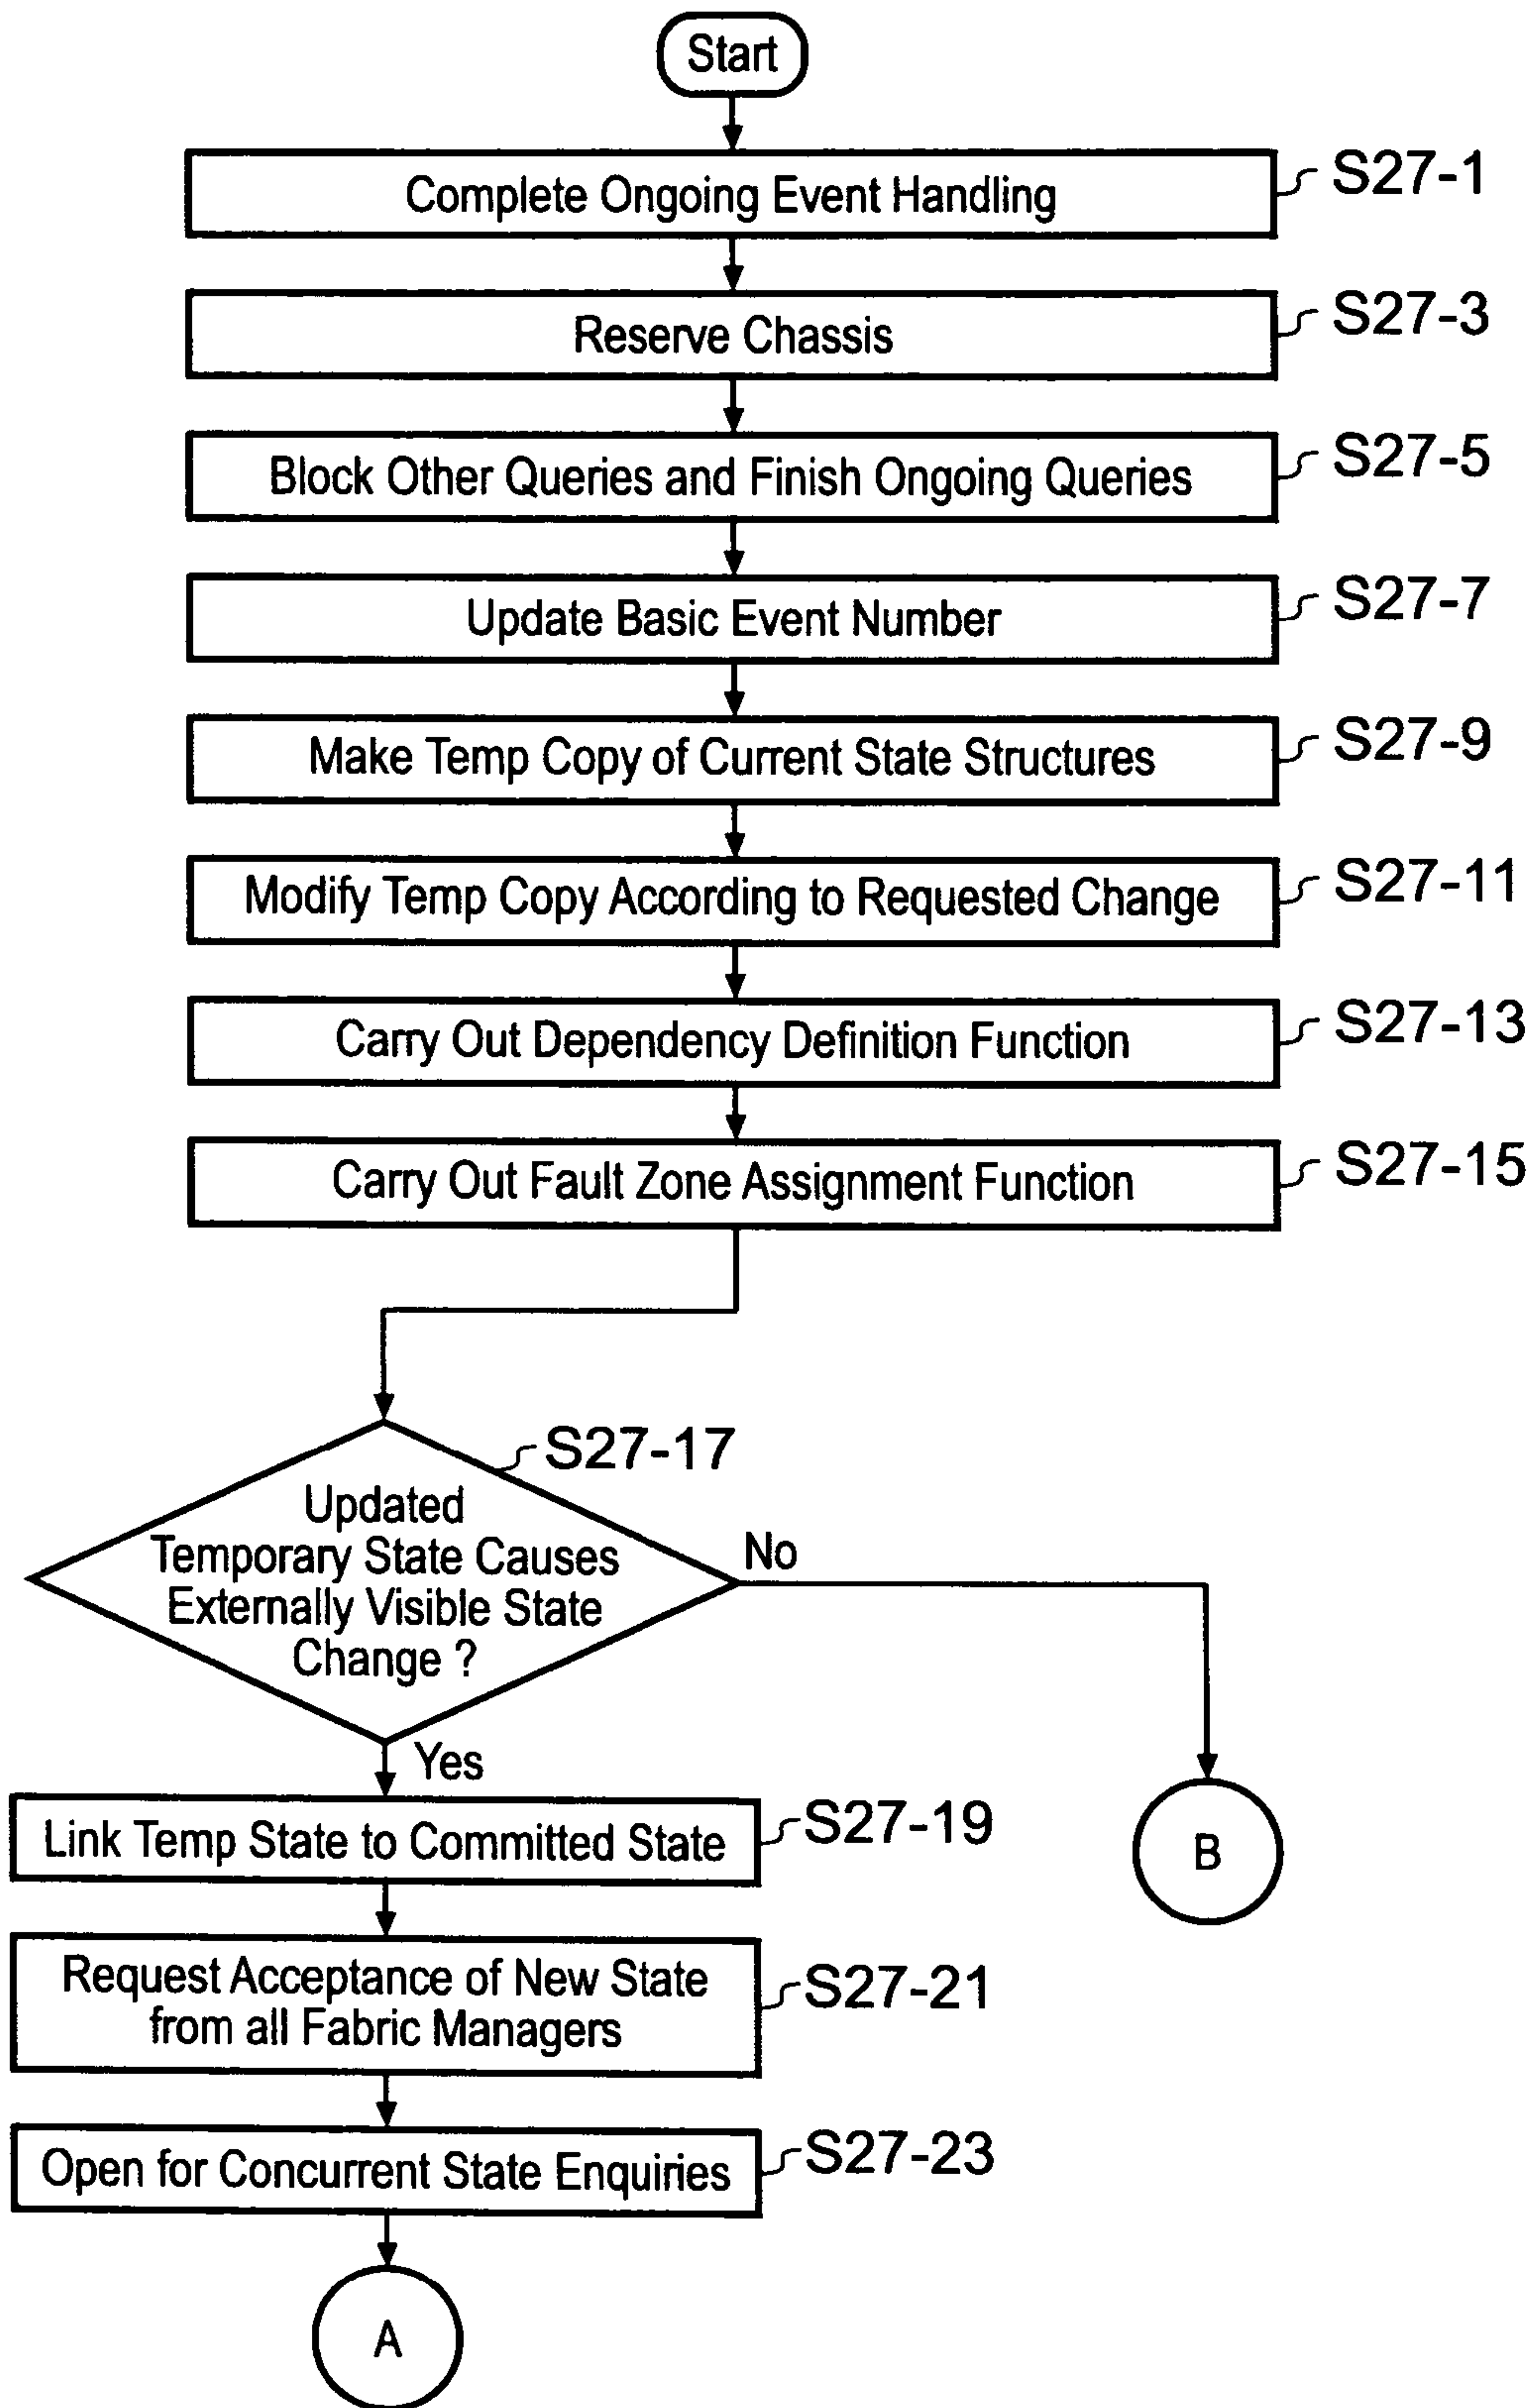 Start
Complete Ongoing Event Handling
S27-1
Reserve Chassis
S27-3
Block Other Queries and Finish Ongoing Queries
S27-5
Update Basic Event Number
S27-7
Make Temp Copy of Current State Structures
S27-9
Modify Temp Copy According to Requested Change
S27-11
Carry Out Dependency Definition Function
S27-13
Carry Out Fault Zone Assignment Function
S27-15
S27-17
Updated
Temporary State Causes
Externally Visible State
Change ?
No
Yes
Link Temp State to Committed State
S27-19
B
Request Acceptance of New State
from all Fabric Managers
S27-21
Open for Concurrent State Enquiries
S27-23
A